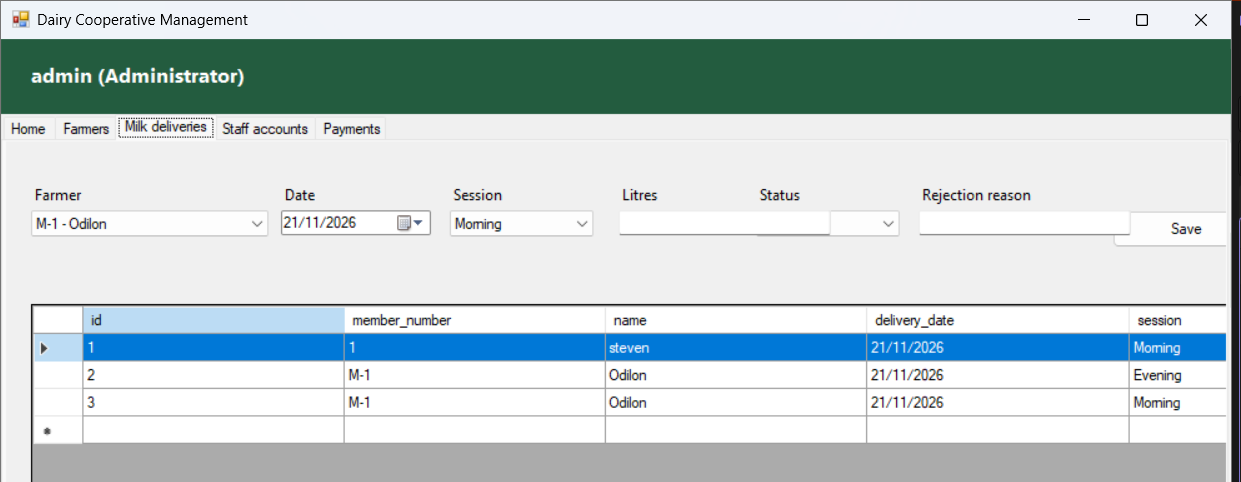 Dairy Cooperative Management
admin (Administrator)
Home Farmers Milk deliveries Staff accounts Payments
Farmer Date Session Litres Status Rejection reason
M-1 - Odilon 21/11/2026 Morning Save
id member_number name delivery_date session
1 1 steven 21/11/2026 Morning
2 M-1 Odilon 21/11/2026 Evening
3 M-1 Odilon 21/11/2026 Morning